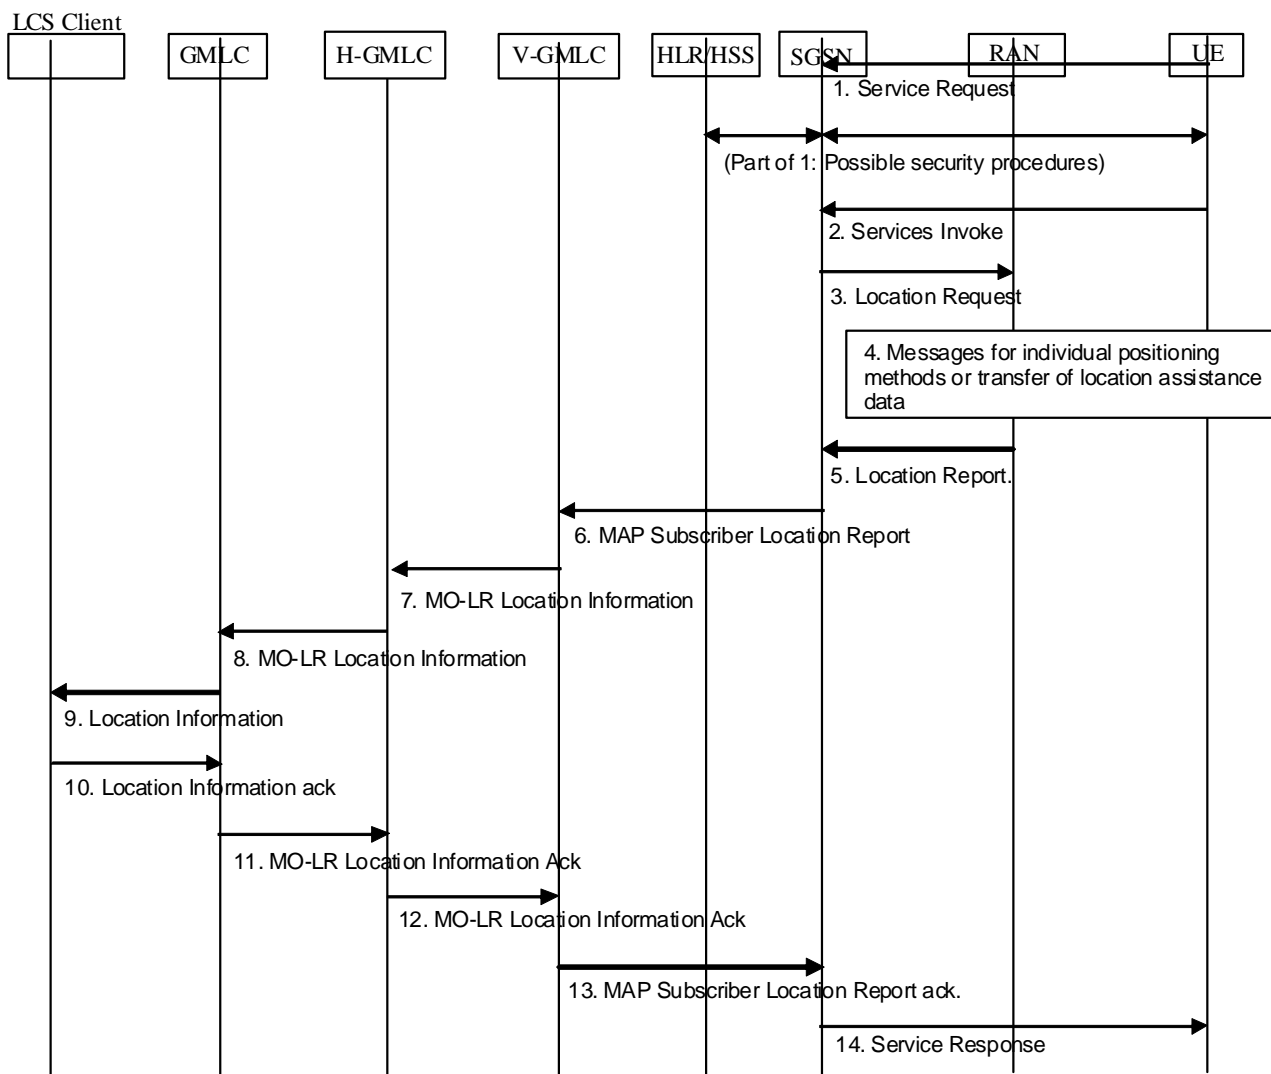 LCS Client
GMLC
H-GMLC
V-GMLC
HLR/HSS
SGSN
RAN
UE
1. Service Request
(Part of 1: Possible security procedures)
2. Services Invoke
3. Location Request
4. Messages for individual positioning
methods or transfer of location assistance
data
5. Location Report.
6. MAP Subscriber Location Report
7. MO-LR Location Information
8. MO-LR Location Information
9. Location Information
10. Location Information ack
11. MO-LR Location Information Ack
12. MO-LR Location Information Ack
13. MAP Subscriber Location Report ack.
14. Service Response